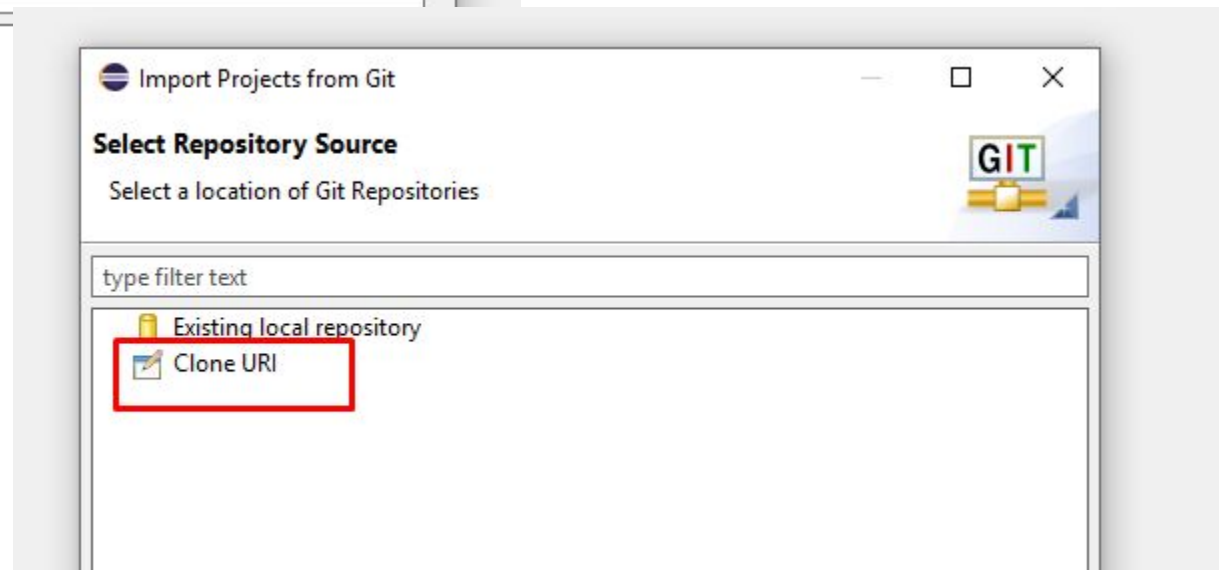 Import Projects from Git
Select Repository Source
Select a location of Git Repositories
GIT
type filter text
Existing local repository
Clone URI